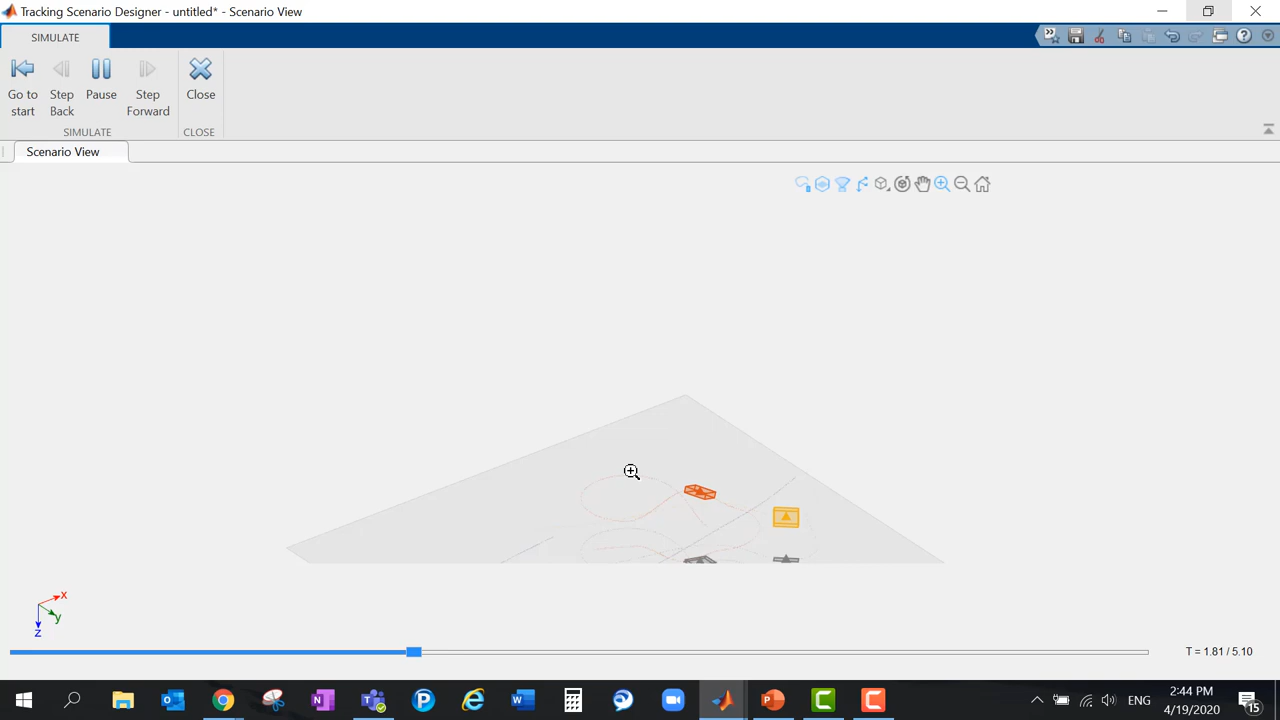 Tracking Scenario Designer - untitled* - Scenario View
SIMULATE
Go to start
Step Back
Pause
Step Forward
Close
SIMULATE
CLOSE
Scenario View
x
y
z
T = 1.81 / 5.10
ENG
2:44 PM
4/19/2020
15